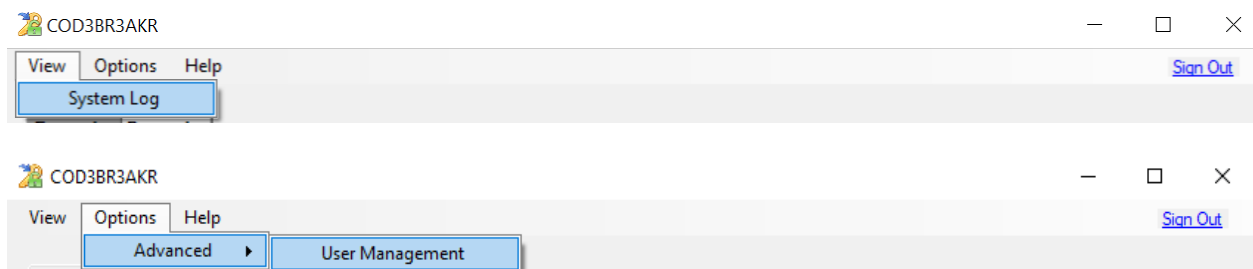 COD3BR3AKR
View Options Help Sign Out
System Log
COD3BR3AKR
View Options Help Sign Out
Advanced User Management